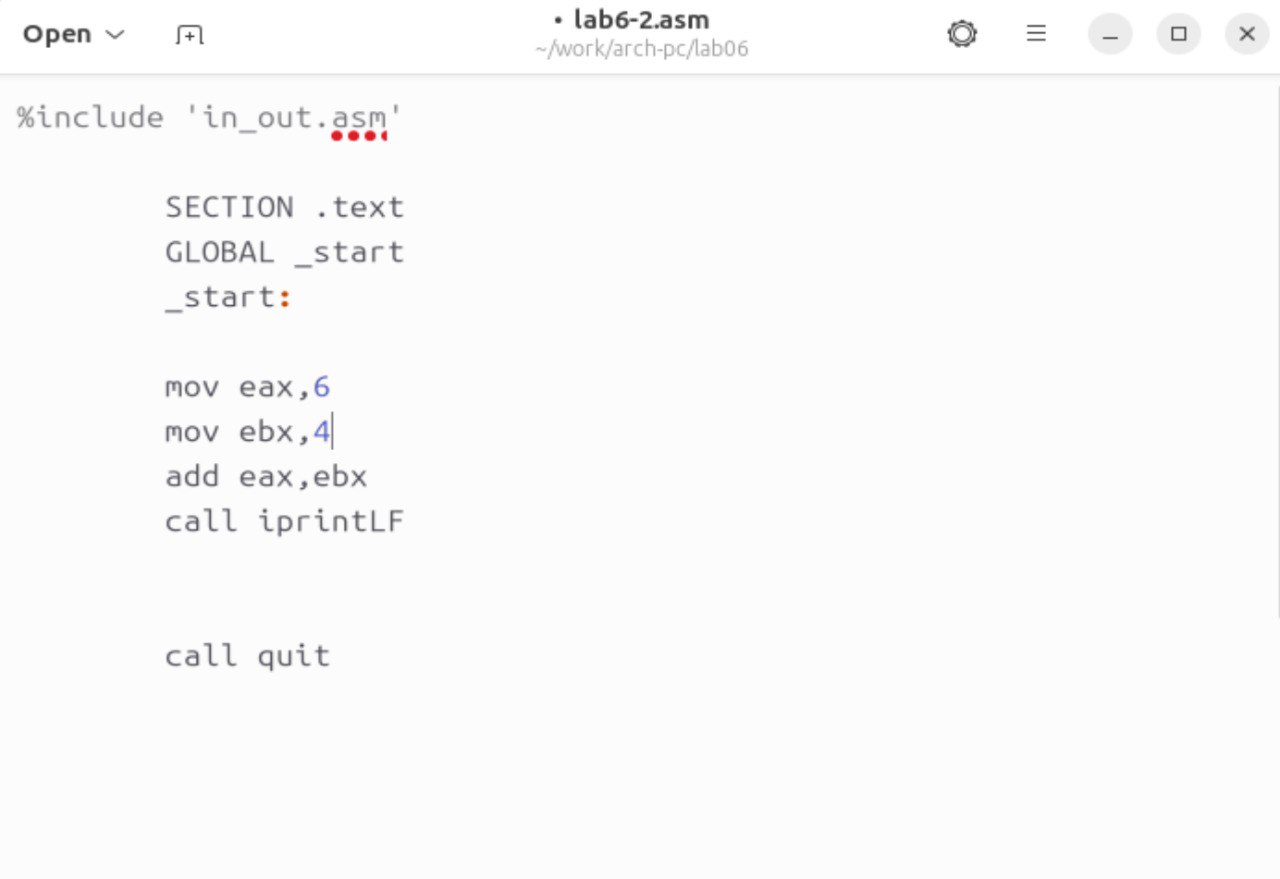 Open
• lab6-2.asm
~/work/arch-pc/lab06
%include 'in_out.asm'
SECTION .text
GLOBAL _start
_start:
mov eax,6
mov ebx,4
add eax,ebx
call iprintLF
call quit